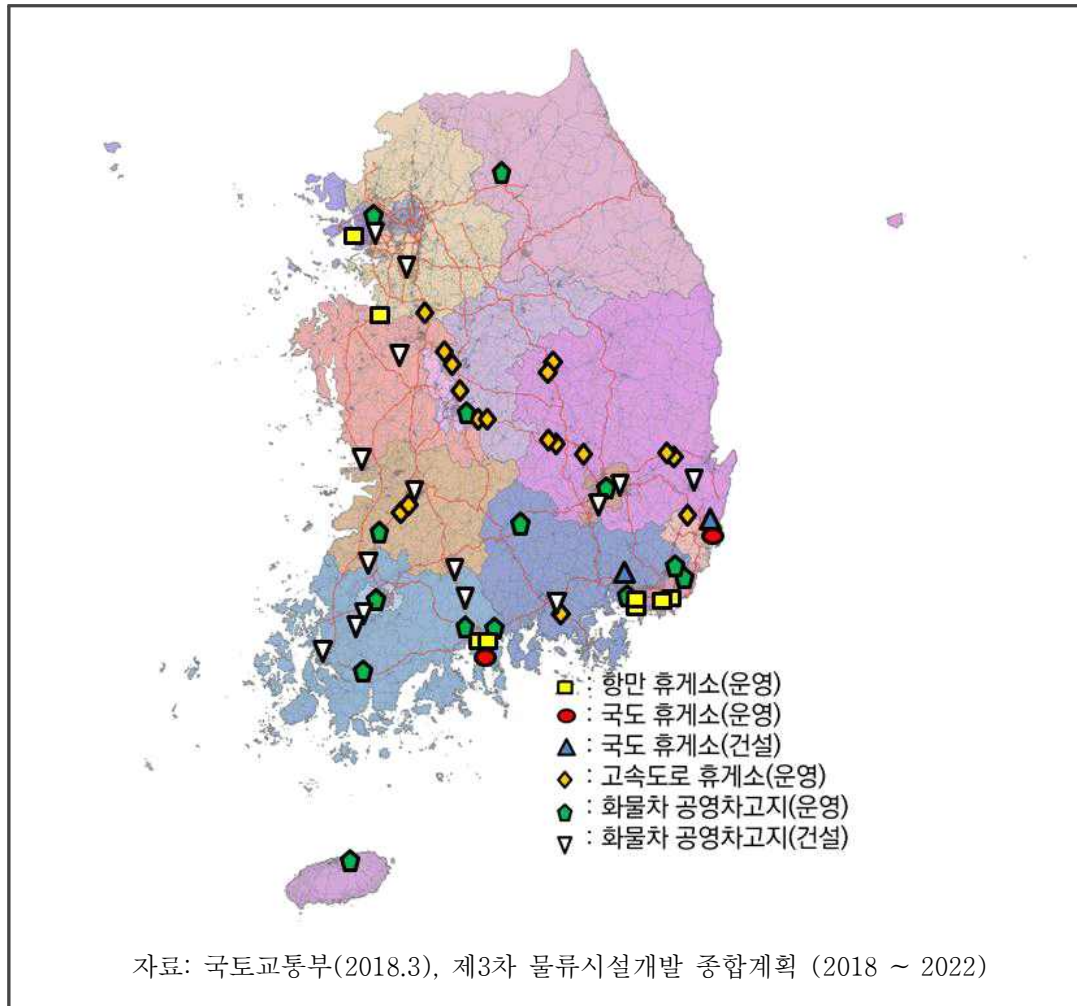 : 항만 휴게소(운영)
: 국도 휴게소(운영)
: 국도 휴게소(건설)
: 고속도로 휴게소(운영)
: 화물차 공영차고지(운영)
: 화물차 공영차고지(건설)
자료: 국토교통부(2018.3), 제3차 물류시설개발 종합계획 (2018 ~ 2022)